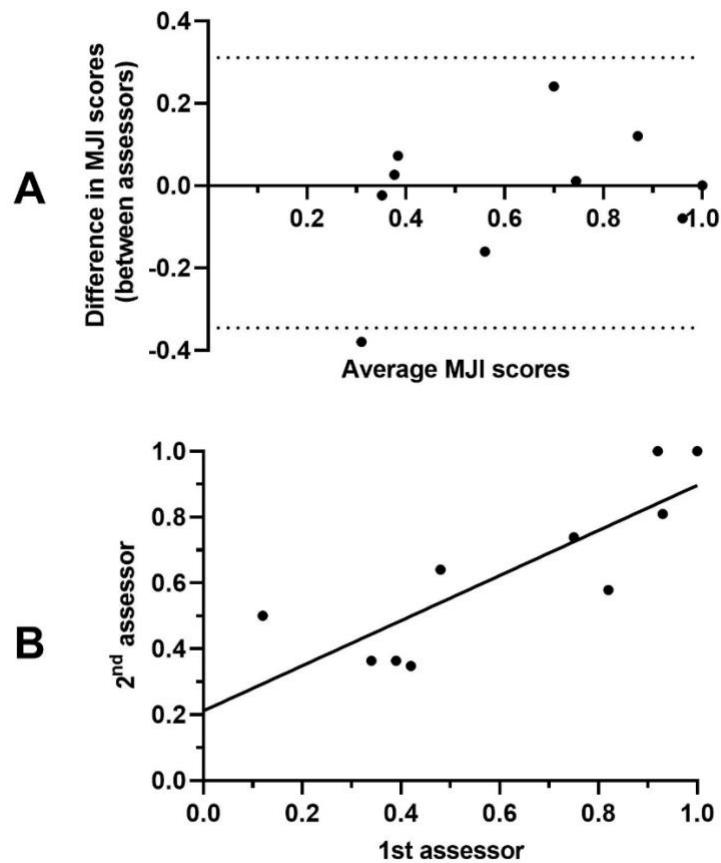 A
Difference in MJI scores
(between assessors)
0.4
0.2
0.0
-0.2
-0.4
0.2 0.4 0.6 0.8 1.0
Average MJI scores
B
2nd assessor
1.0
0.8
0.6
0.4
0.2
0.0
0.0 0.2 0.4 0.6 0.8 1.0
1st assessor